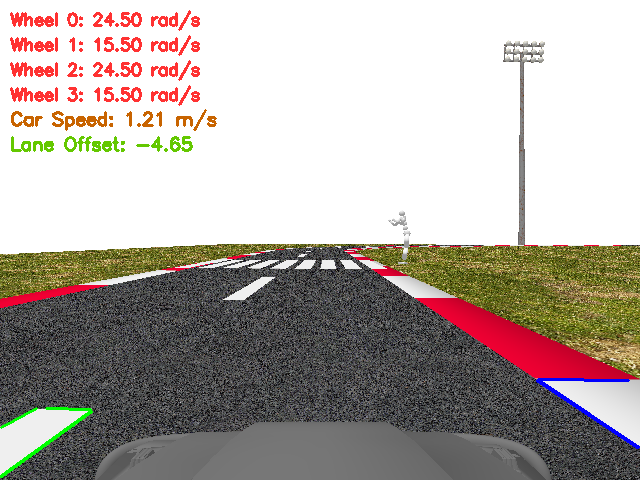 Wheel 0: 24.50 rad/s
Wheel 1: 15.50 rad/s
Wheel 2: 24.50 rad/s
Wheel 3: 15.50 rad/s
Car Speed: 1.21 m/s
Lane Offset: -4.65